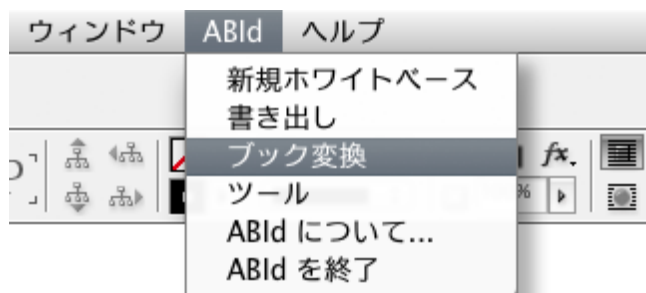 ウィンドウ ABId ヘルプ
新規ホワイトベース
書き出し
ブック変換
ツール
ABId について...
ABId を終了
fx.
%